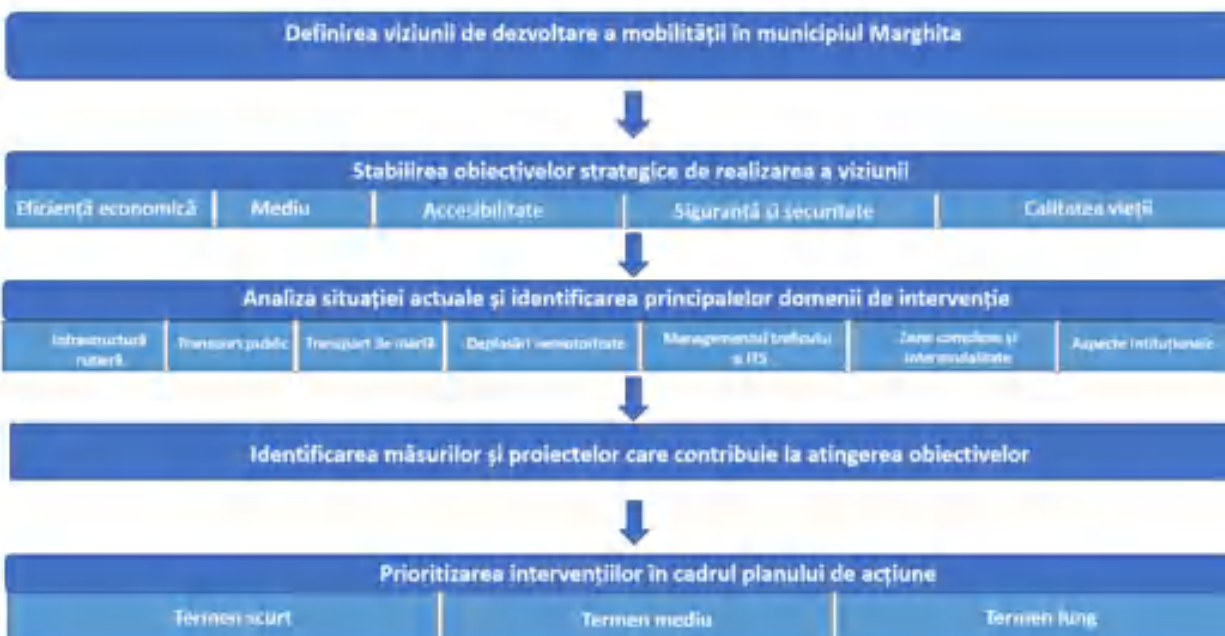 Definirea viziunii de dezvoltare a mobilității în municipiul Marghita
Stabilirea obiectivelor strategice de realizarea a viziunii
Eficiență economică
Mediu
Accesibilitate
Siguranță si securitate
Calitatea vieții
Analiza situației actuale și identificarea principalelor domenii de intervenție
Infrastructură
rutieră
Transport public
Transport de marfă
Deplasări nemotorizate
Managementul traficului
și ITS
Zone complexe și
intermodalitate
Aspecte
Identificarea măsurilor și proiectelor care contribuie la atingerea obiectivelor
Prioritizarea intervențiilor în cadrul planului de acțiune
Termen scurt
Termen mediu
Termen lung